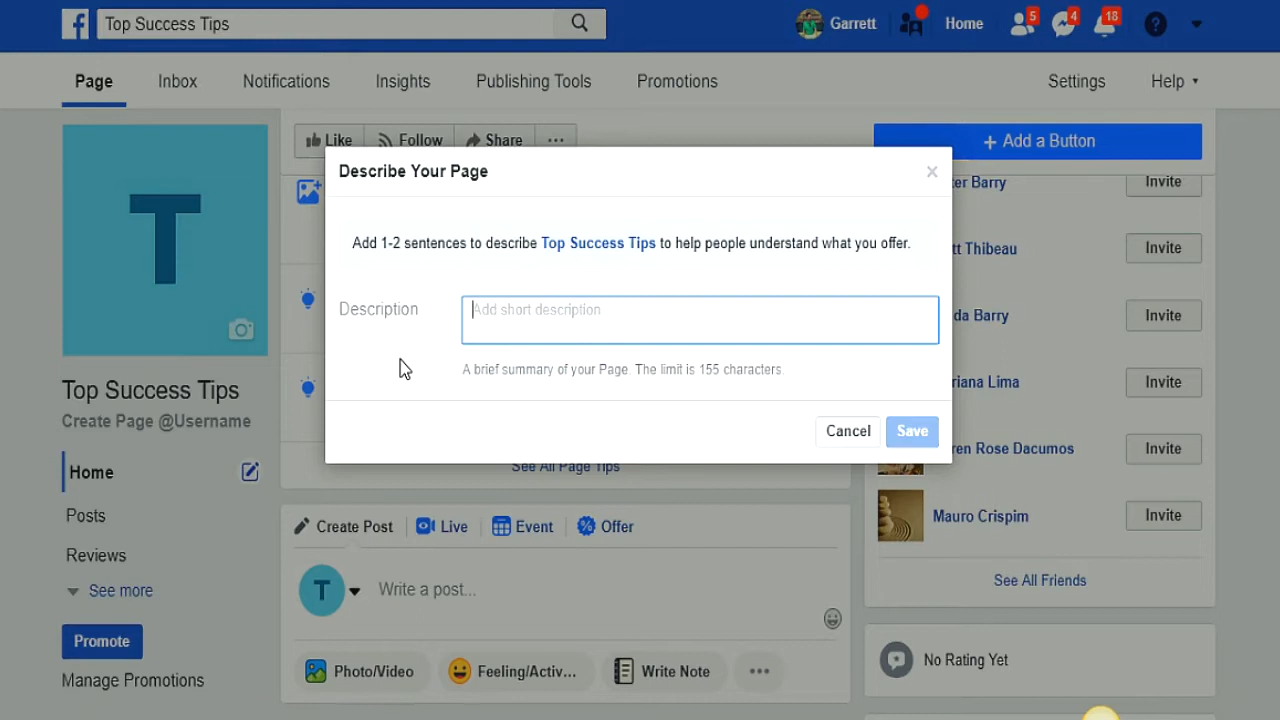 f
Top Success Tips
Garrett
Home
5
4
18
?
Page
Inbox
Notifications
Insights
Publishing Tools
Promotions
Settings
Help
T
Top Success Tips
Create Page @Username
Home
Posts
Reviews
See more
Promote
Manage Promotions
Like
Follow
Share
...
+ Add a Button
Describe Your Page
×
Add 1-2 sentences to describe Top Success Tips to help people understand what you offer.
Description
Add short description
A brief summary of your Page. The limit is 155 characters.
Cancel
Save
See All Page Tips
Create Post
Live
Event
Offer
T
Write a post...
Photo/Video
Feeling/Activ...
Write Note
...
Barry
Invite
Thibeau
Invite
Barry
Invite
Lima
Invite
Rose Dacumos
Invite
Mauro Crispim
Invite
See All Friends
No Rating Yet